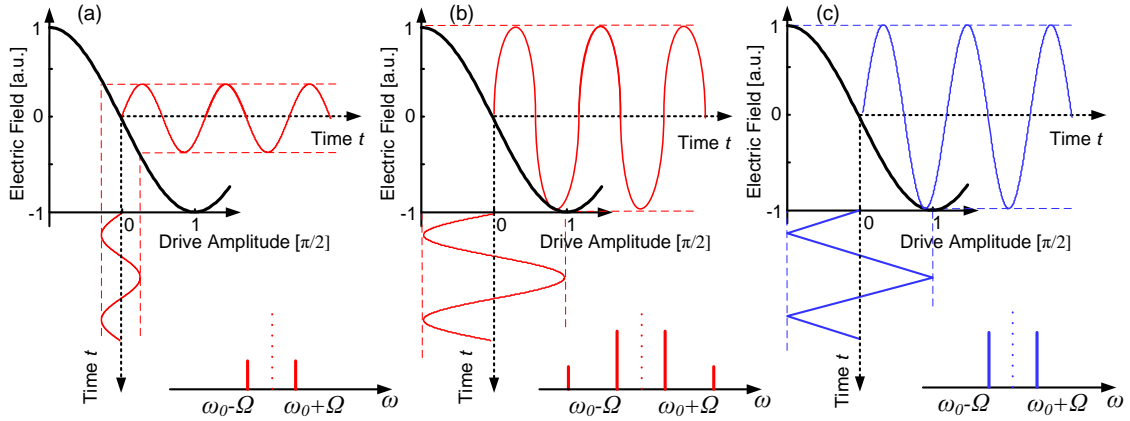 (a)
Electric Field [a.u.]
1
0
-1
Time t
0
1
Drive Amplitude [π/2]
Time t
ω0-Ω
ω0+Ω
ω
(b)
Electric Field [a.u.]
1
0
-1
Time t
0
1
Drive Amplitude [π/2]
Time t
ω0-Ω
ω0+Ω
ω
(c)
Electric Field [a.u.]
1
0
-1
Time t
0
1
Drive Amplitude [π/2]
Time t
ω0-Ω
ω0+Ω
ω